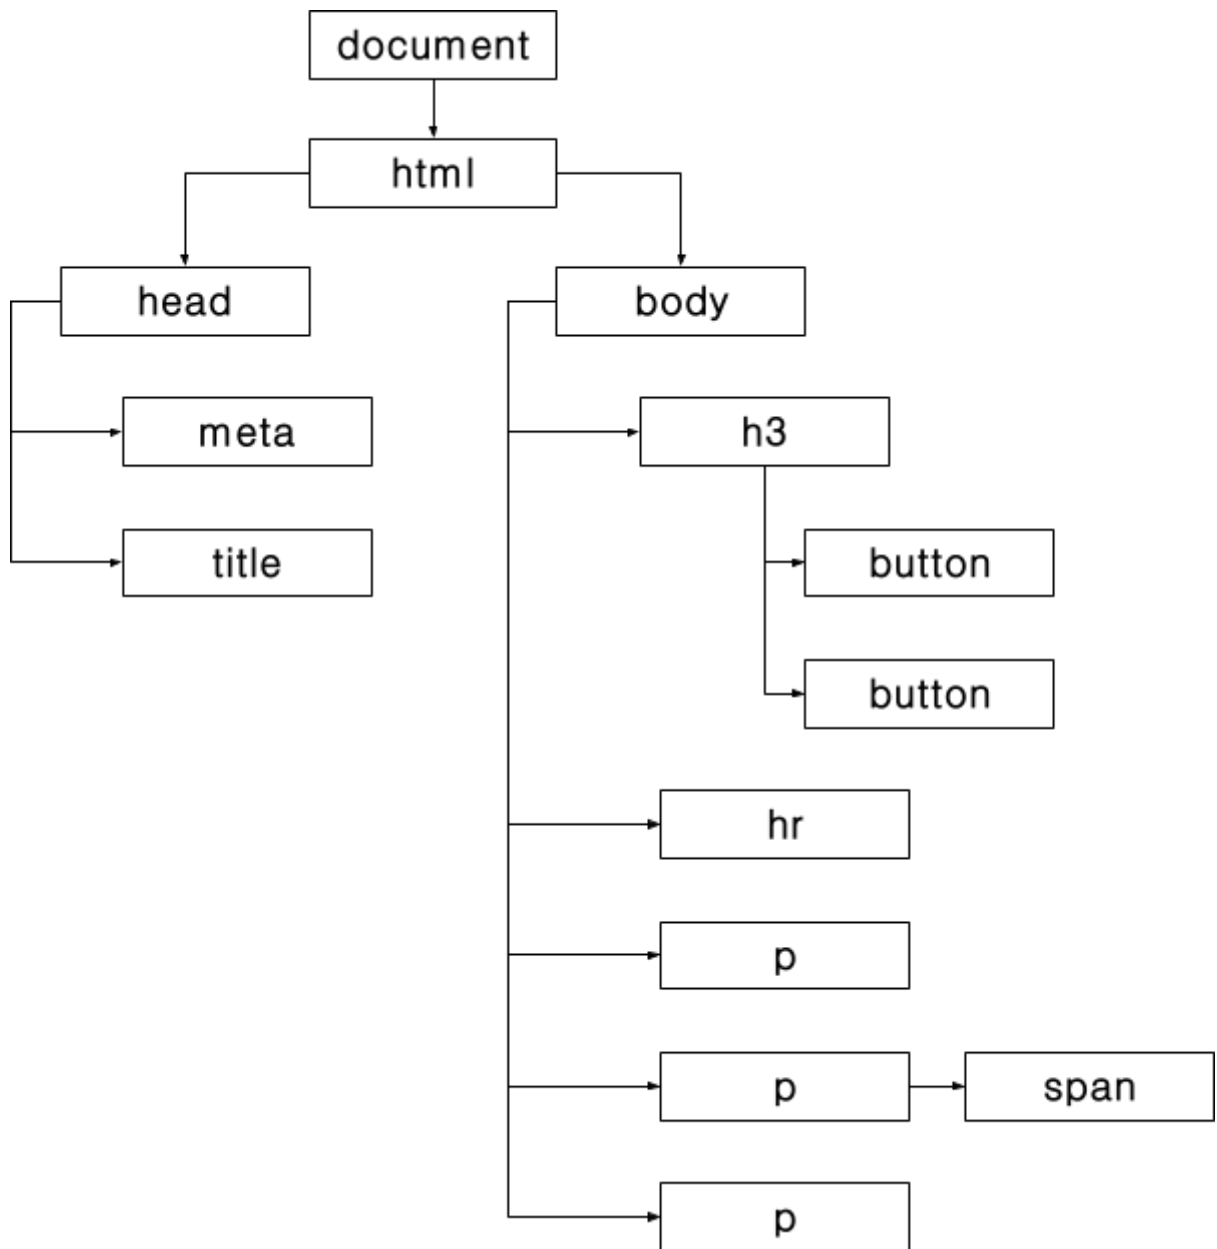 document
html
head
body
meta
h3
title
button
button
hr
p
p
span
p